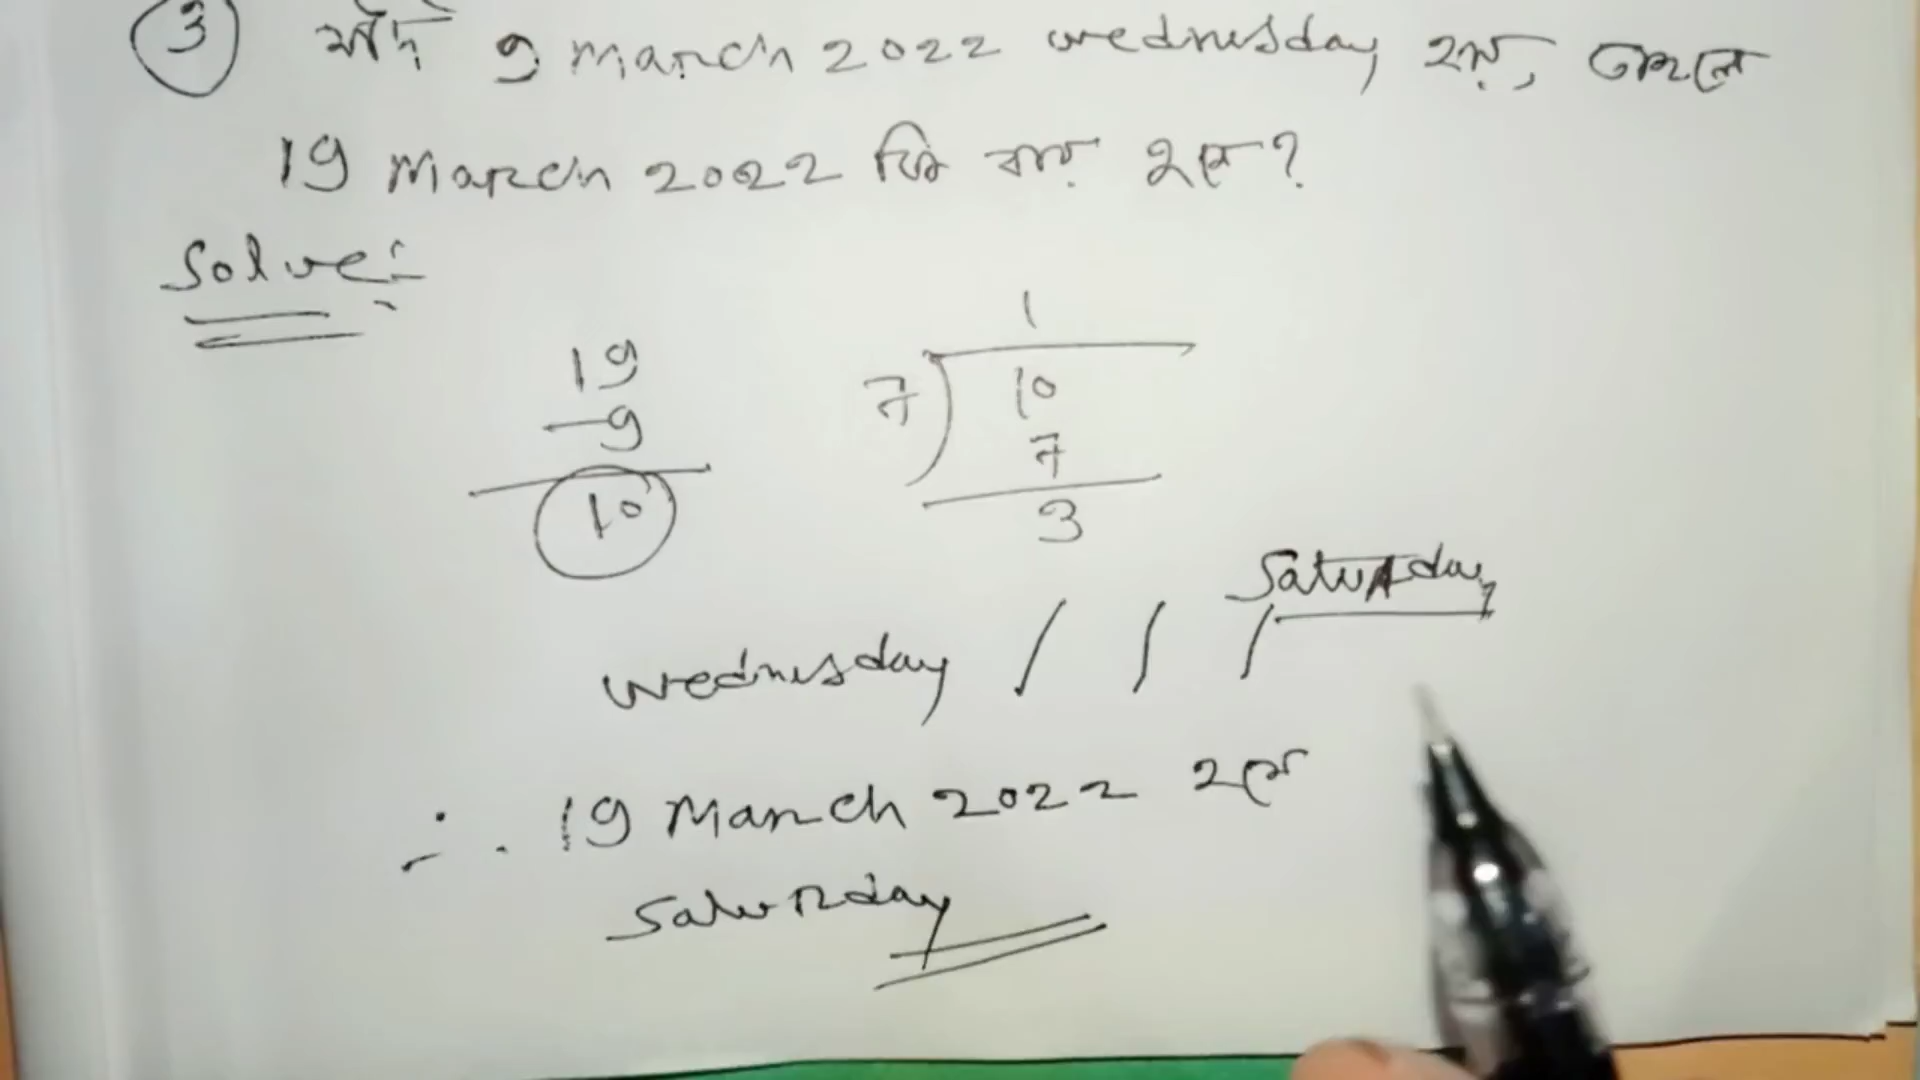 3 যদি 9 March 2022 wednesday হয়, তাহলে
19 March 2022 কি বার হবে?
Solve:-
19
-9
10
1
7) 10
7
3
Saturday
wednesday / / /
∴ 19 March 2022 হবে
Saturday